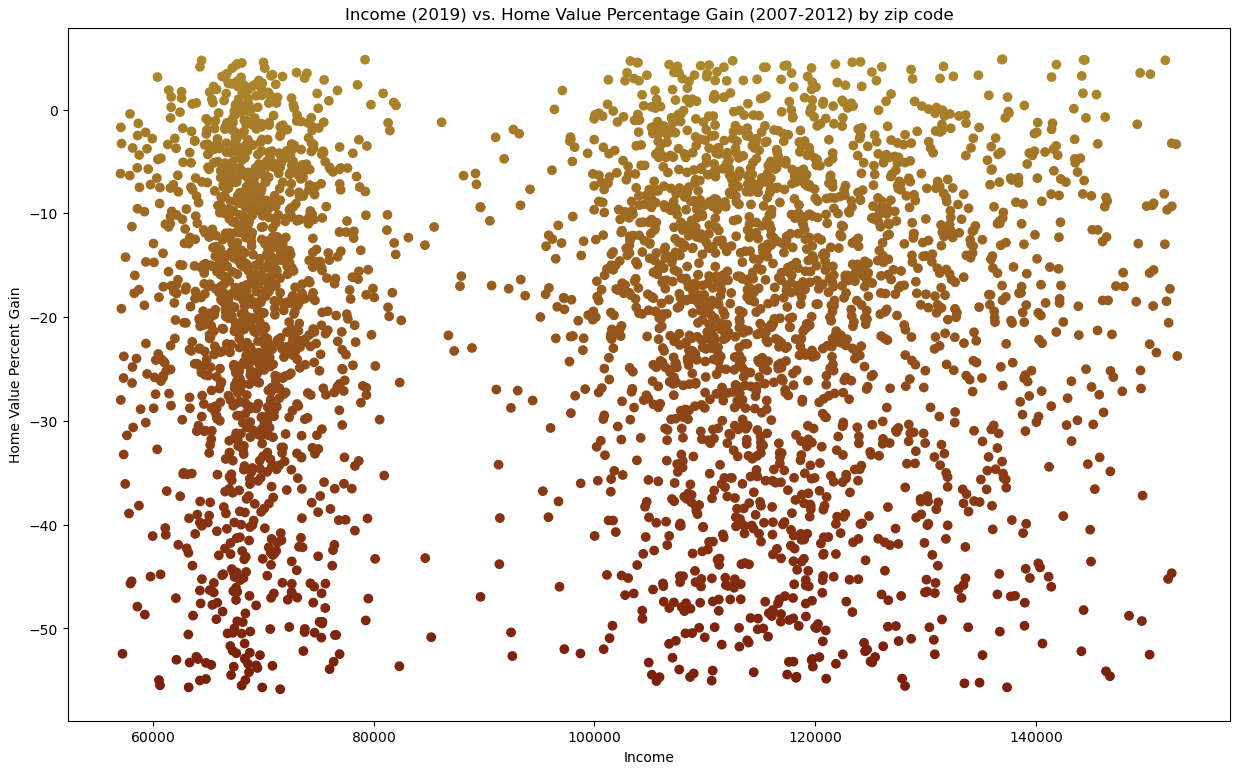 Income (2019) vs. Home Value Percentage Gain (2007-2012) by zip code
Home Value Percent Gain
0
−10
−20
−30
−40
−50
60000 80000 100000 120000 140000
Income